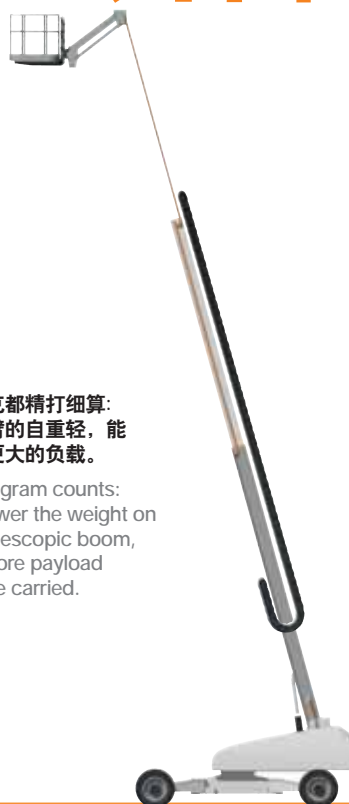 都精打细算:
的自重轻，能
更大的负载。
gram counts:
wer the weight on
escopic boom,
ore payload
e carried.